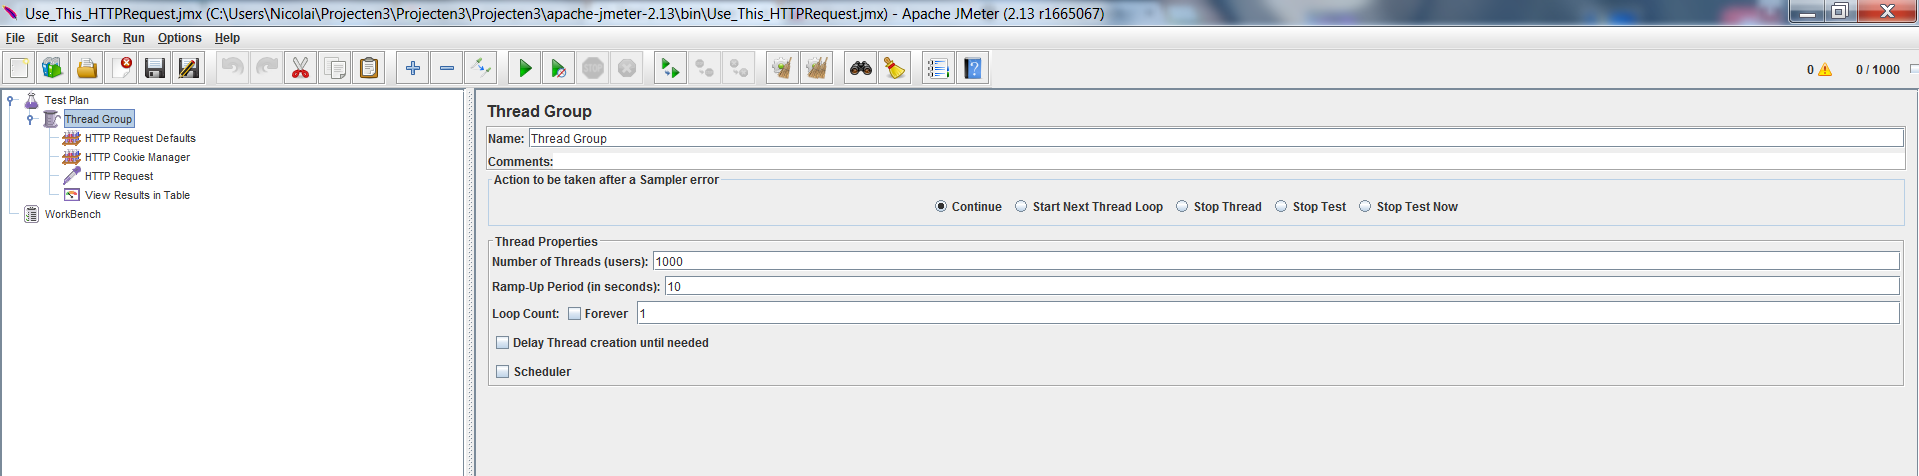 Use_This_HTTPRequest.jmx (C:\Users\Nicolai\Projecten3\Projecten3\Projecten3\apache-jmeter-2.13\bin\Use_This_HTTPRequest.jmx) - Apache JMeter (2.13 r1665067)
File Edit Search Run Options Help
STOP
0 0 / 1000
Test Plan
Thread Group
HTTP Request Defaults
HTTP Cookie Manager
HTTP Request
View Results in Table
WorkBench
Thread Group
Name: Thread Group
Comments:
Action to be taken after a Sampler error
Continue Start Next Thread Loop Stop Thread Stop Test Stop Test Now
Thread Properties
Number of Threads (users): 1000
Ramp-Up Period (in seconds): 10
Loop Count: Forever 1
Delay Thread creation until needed
Scheduler